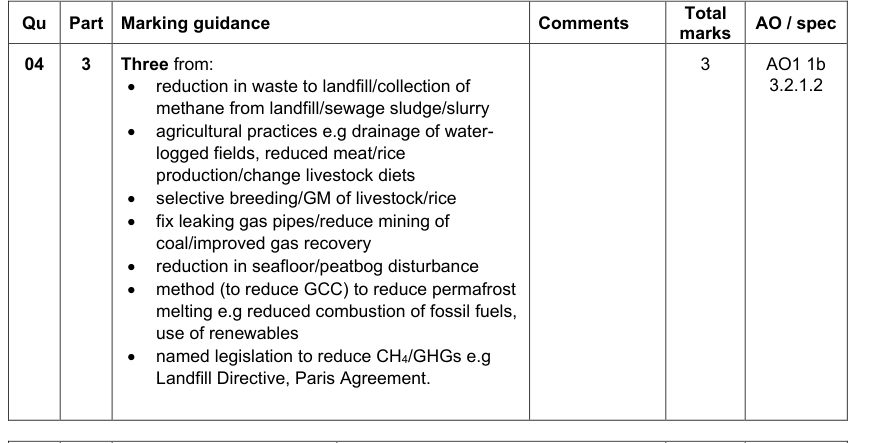 Qu Part Marking guidance Comments Total marks AO / spec
04 3 Three from: 3 AO1 1b
3.2.1.2
• reduction in waste to landfill/collection of
methane from landfill/sewage sludge/slurry
• agricultural practices e.g drainage of water-
logged fields, reduced meat/rice
production/change livestock diets
• selective breeding/GM of livestock/rice
• fix leaking gas pipes/reduce mining of
coal/improved gas recovery
• reduction in seafloor/peatbog disturbance
• method (to reduce GCC) to reduce permafrost
melting e.g reduced combustion of fossil fuels,
use of renewables
• named legislation to reduce CH₄/GHGs e.g
Landfill Directive, Paris Agreement.